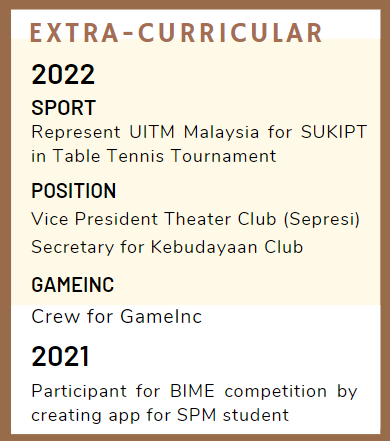 EXTRA-CURRICULAR
2022
SPORT
Represent UITM Malaysia for SUKIPT
in Table Tennis Tournament
POSITION
Vice President Theater Club (Sepresi)
Secretary for Kebudayaan Club
GAMEINC
Crew for GameInc
2021
Participant for BIME competition by
creating app for SPM student